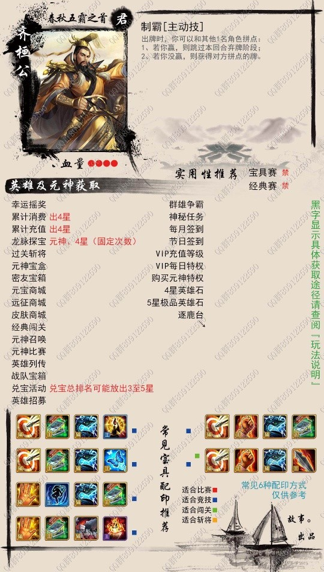 春秋五霸之首
君
齐桓公
制霸[主动技]
出牌时，你可以和其他1名角色拼点：
1、若你赢，则跳过本回合弃牌阶段；
2、若你没赢，则获得对方拼点的牌。
血量
实用性推荐
宝具赛 禁
经典赛 禁
英雄及元神获取
幸运摇奖
累计消费 出4星
累计充值 出4星
龙脉探宝 元神，4星（固定次数）
过关斩将
元神宝盒
密友宝箱
元宝商城
远征商城
皮肤商城
经典闯关
元神召唤
元神比赛
英雄列传
战队宝箱
兑宝活动 兑宝总排名可能放出3至5星
英雄招募
群雄争霸
神秘任务
每月签到
节日签到
VIP充值等级
VIP每日特权
购买元神特权
4星英雄石
5星极品英雄石
逐鹿台
黑字显示具体获取途径请查阅『玩法说明』
常见宝具配印推荐
适合比赛
适合竞技
适合闯关
适合斩将
常见6种配印方式
仅供参考
故事。
出品